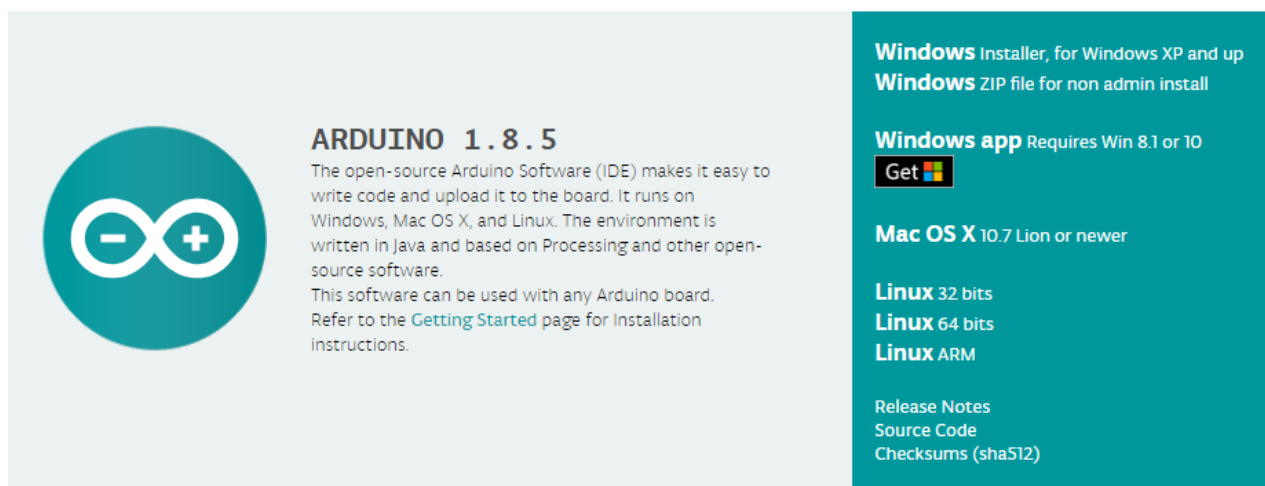 ARDUINO 1.8.5
The open-source Arduino Software (IDE) makes it easy to
write code and upload it to the board. It runs on
Windows, Mac OS X, and Linux. The environment is
written in Java and based on Processing and other open-
source software.
This software can be used with any Arduino board.
Refer to the Getting Started page for Installation
instructions.
Windows Installer, for Windows XP and up
Windows ZIP file for non admin install
Windows app Requires Win 8.1 or 10
Get
Mac OS X 10.7 Lion or newer
Linux 32 bits
Linux 64 bits
Linux ARM
Release Notes
Source Code
Checksums (sha512)